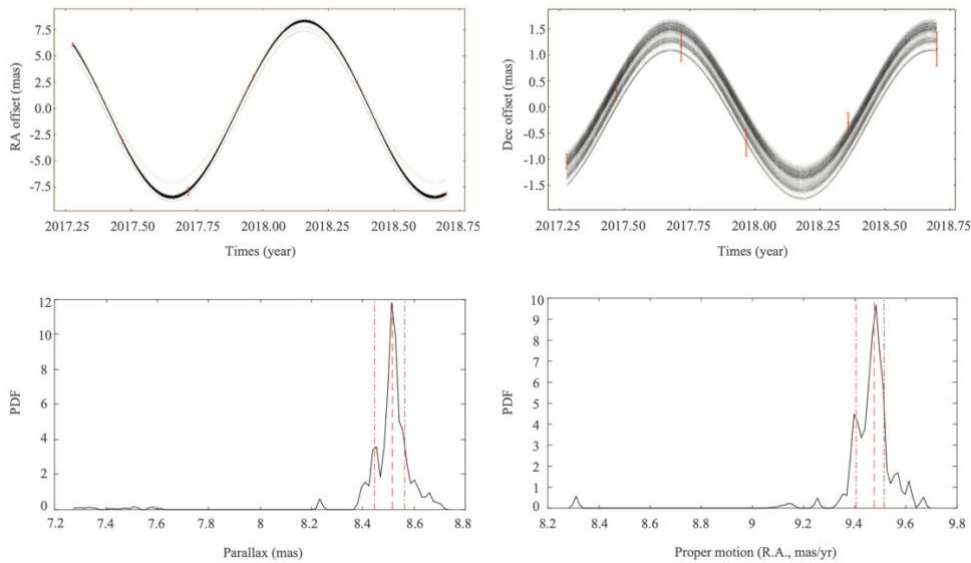 7.5
5.0
2.5
0.0
-2.5
-5.0
-7.5
RA offset (mas)
2017.25 2017.50 2017.75 2018.00 2018.25 2018.50 2018.75
Times (year)
1.5
1.0
0.5
0.0
-0.5
-1.0
-1.5
Dec offset (mas)
2017.25 2017.50 2017.75 2018.00 2018.25 2018.50 2018.75
Times (year)
12
10
8
6
4
2
0
PDF
7.2 7.4 7.6 7.8 8 8.2 8.4 8.6 8.8
Parallax (mas)
10
9
8
7
6
5
4
3
2
1
0
PDF
8.2 8.4 8.6 8.8 9 9.2 9.4 9.6 9.8
Proper motion (R.A., mas/yr)